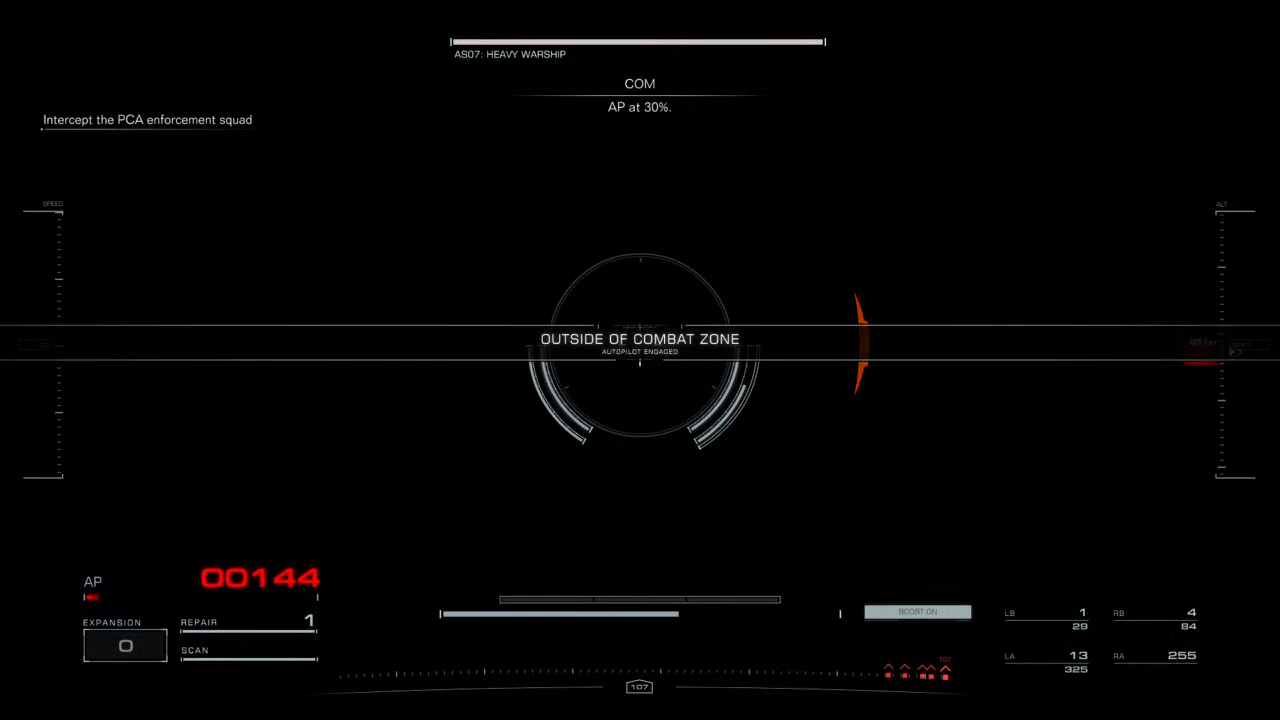 AS07: HEAVY WARSHIP
COM
AP at 30%.
Intercept the PCA enforcement squad
SPEED
ALT
OUTSIDE OF COMBAT ZONE
AUTOPILOT ENGAGED
AP
00144
EXPANSION
0
REPAIR 1
SCAN
BOOST ON
LB 1
29
RB 4
84
LA 13
325
RA 255
TGT
107